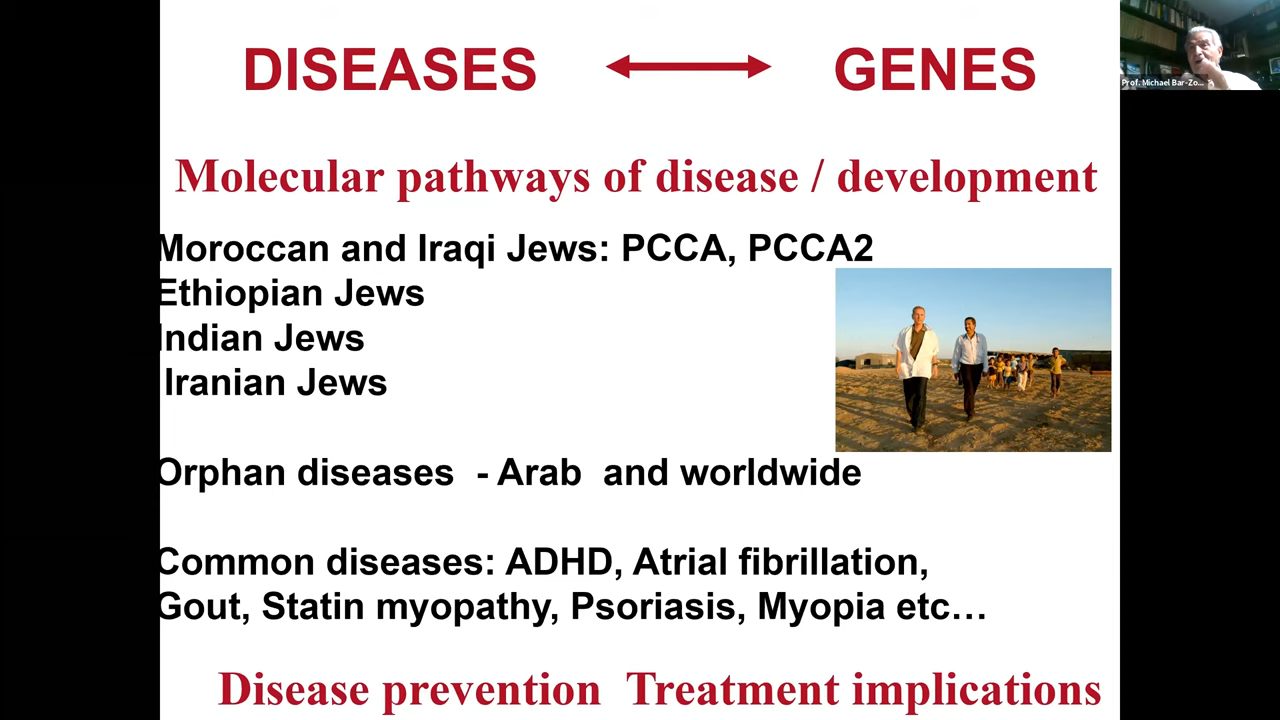 DISEASES GENES
Prof. Michael Bar-Zo...
Molecular pathways of disease / development
Moroccan and Iraqi Jews: PCCA, PCCA2
Ethiopian Jews
Indian Jews
Iranian Jews
Orphan diseases - Arab and worldwide
Common diseases: ADHD, Atrial fibrillation,
Gout, Statin myopathy, Psoriasis, Myopia etc…
Disease prevention Treatment implications